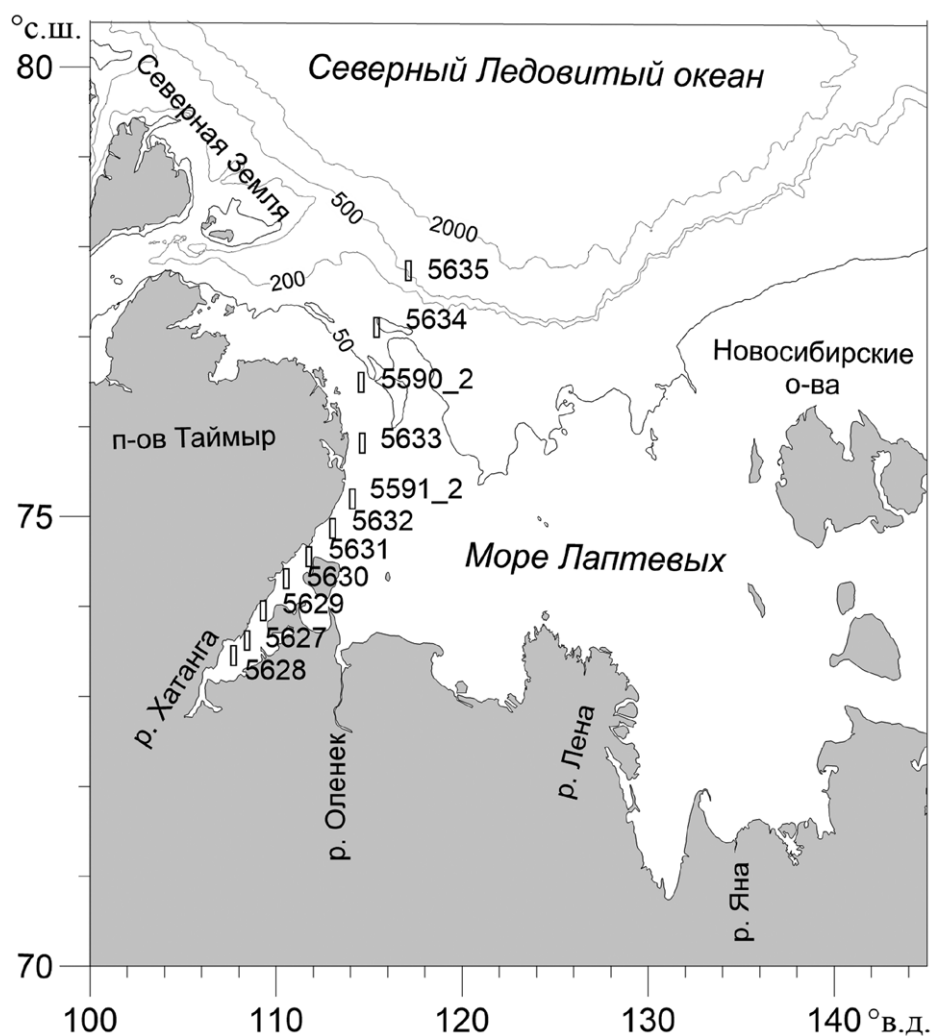 °с.ш.
80
Северный Ледовитый океан
Северная Земля
500
2000
5635
200
5634
50
Новосибирские
о-ва
5590_2
п-ов Таймыр
5633
5591_2
75
5632
5631
Море Лаптевых
5630
5629
5627
5628
р. Хатанга
р. Оленек
р. Лена
р. Яна
70
100
110
120
130
140
°в.д.